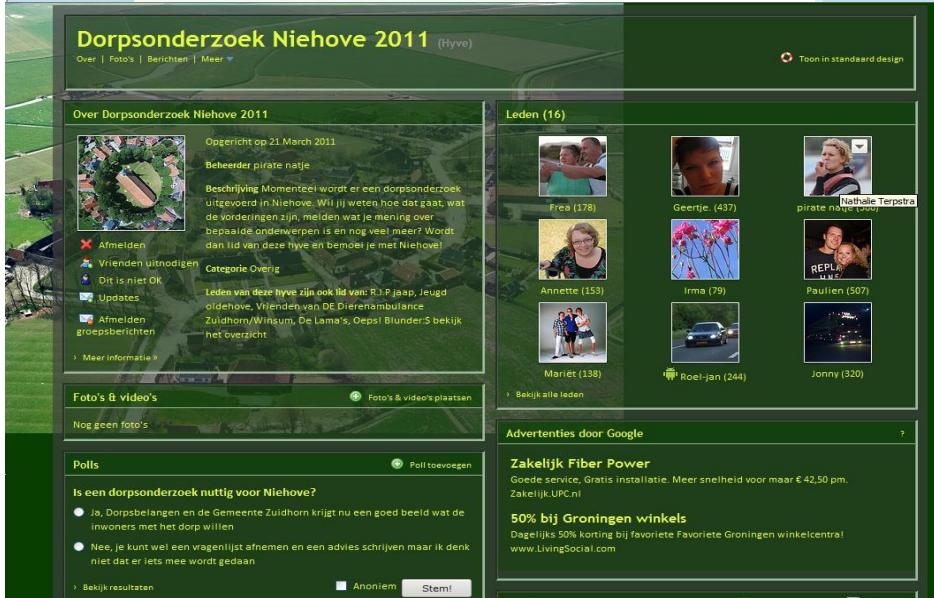 Dorpsonderzoek Niehove 2011 (Hyve)
Over | Foto's | Berichten | Meer
Toon in standaard design
Over Dorpsonderzoek Niehove 2011
Opgericht op 21 March 2011
Beheerder pirate natje
Beschrijving Momenteel wordt er een dorpsonderzoek
uitgevoerd in Niehove. Wil jij weten hoe dat gaat, wat
de vorderingen zijn, melden wat je mening over
bepaalde onderwerpen is en nog veel meer? Wordt
dan lid van deze hyve en bemoei je met Niehove!
Categorie Overig
Leden van deze hyve zijn ook lid van: R.I.P jaap, Jeugd
oldehove, Vrienden van DE Dierenambulance
Zuidhorn/Winsum, De Lama's, Oeps! Blunder:S bekijk
het overzicht
Afmelden
Vrienden uitnodigen
Dit is niet OK
Updates
Afmelden
groepsberichten
› Meer informatie »
Foto's & video's
Foto's & video's plaatsen
Nog geen foto's
Polls
Poll toevoegen
Is een dorpsonderzoek nuttig voor Niehove?
Ja, Dorpsbelangen en de Gemeente Zuidhorn krijgt nu een goed beeld wat de
inwoners met het dorp willen
Nee, je kunt wel een vragenlijst afnemen en een advies schrijven maar ik denk
niet dat er iets mee wordt gedaan
› Bekijk resultaten
Anoniem
Stem!
Leden (16)
Frea (178)
Geertje. (437)
pirate natje
Nathalie Terpstra
Annette (153)
Irma (79)
Paulien (507)
Mariët (138)
Roel-jan (244)
Jonny (320)
› Bekijk alle leden
Advertenties door Google
?
Zakelijk Fiber Power
Goede service, Gratis installatie. Meer snelheid voor maar € 42,50 pm.
Zakelijk.UPC.nl
50% bij Groningen winkels
Dagelijks 50% korting bij favoriete Favoriete Groningen winkelcentra!
www.LivingSocial.com